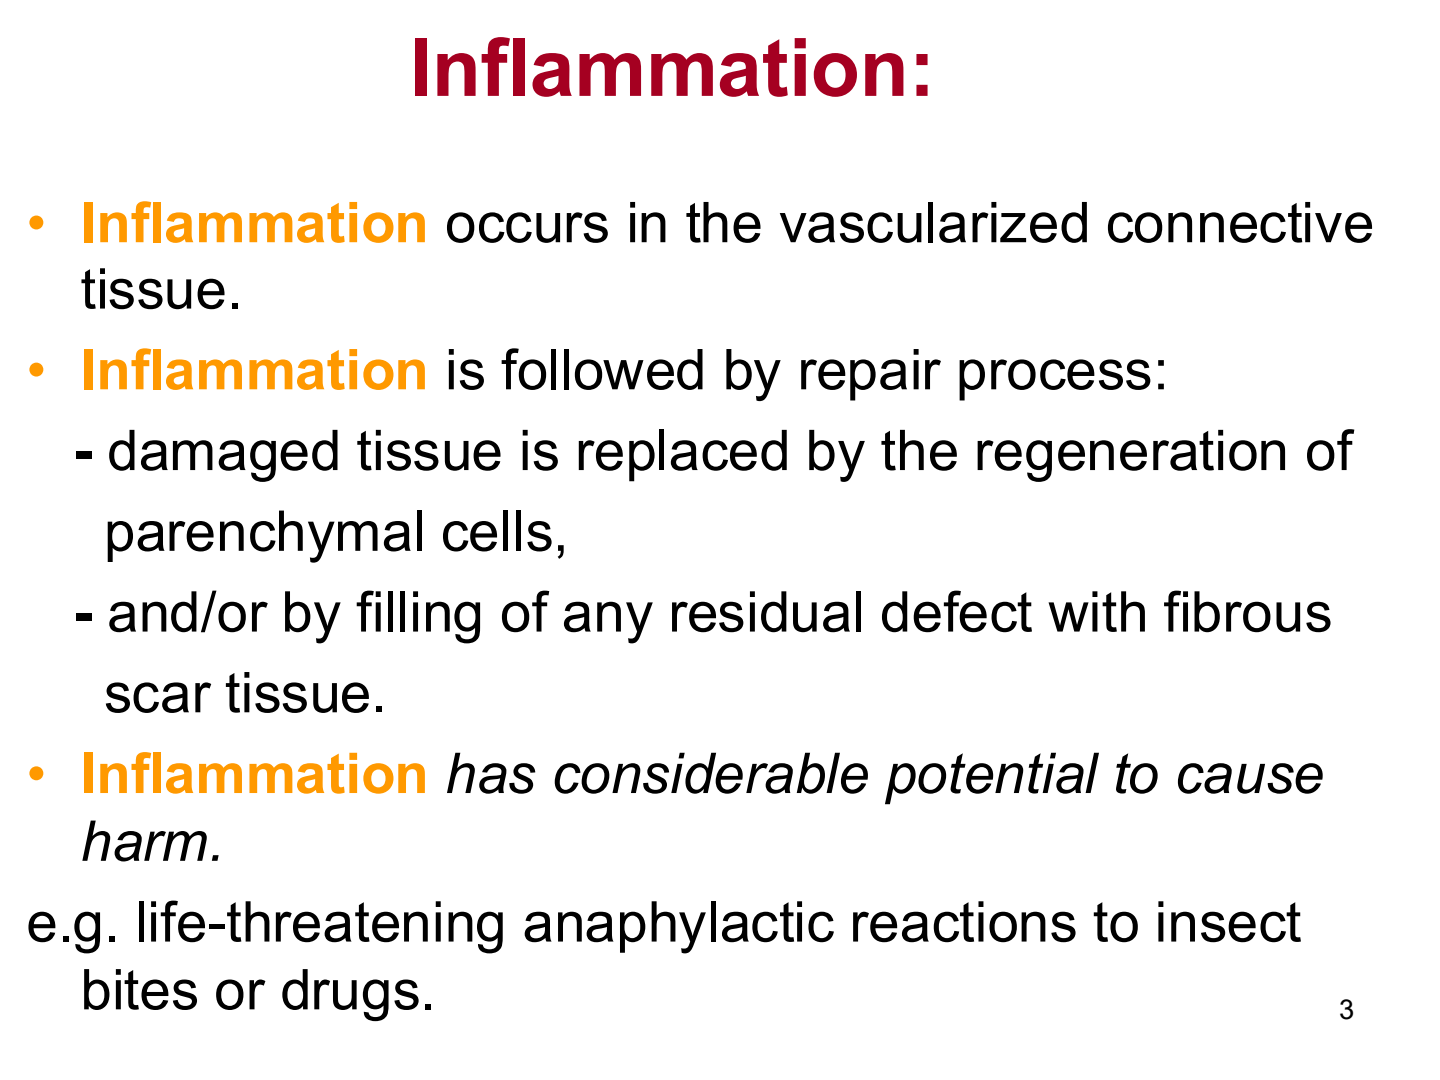 Inflammation:
• Inflammation occurs in the vascularized connective
tissue.
• Inflammation is followed by repair process:
- damaged tissue is replaced by the regeneration of
parenchymal cells,
- and/or by filling of any residual defect with fibrous
scar tissue.
• Inflammation has considerable potential to cause
harm.
e.g. life-threatening anaphylactic reactions to insect
bites or drugs.
3